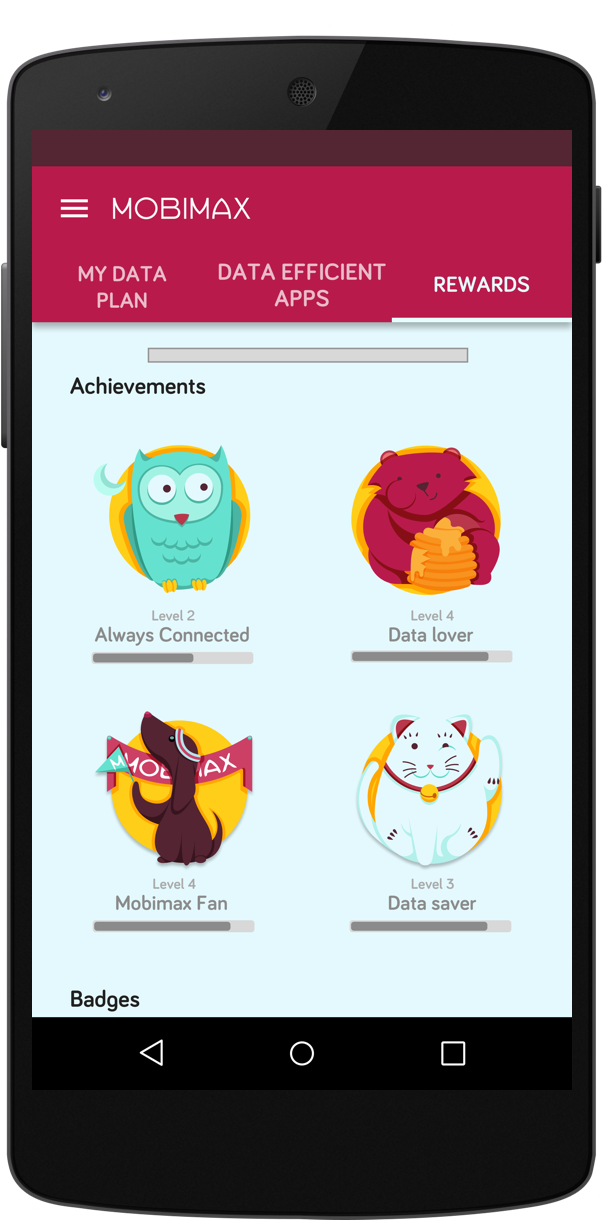 MOBIMAX
MY DATA
PLAN
DATA EFFICIENT
APPS
REWARDS
Achievements
Level 2
Always Connected
Level 4
Data lover
MOBIMAX
Level 4
Mobimax Fan
Level 3
Data saver
Badges